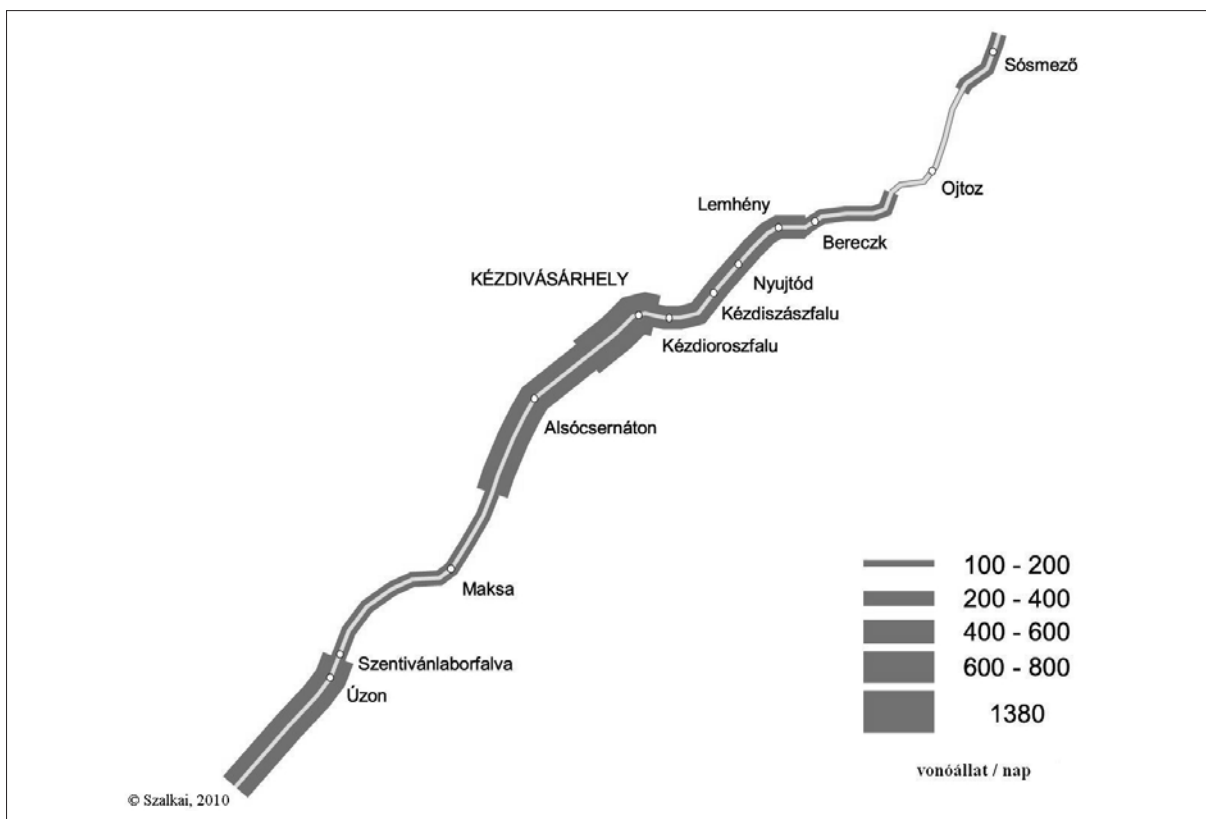 Sósmező
Ojtoz
Lemhény
Bereczk
Nyujtód
KÉZDIVÁSÁRHELY
Kézdiszászfalu
Kézdioroszfalu
Alsócsernáton
Maksa
Szentivánlaborfalva
Úzon
100 - 200
200 - 400
400 - 600
600 - 800
1380
vonóállat / nap
© Szalkai, 2010